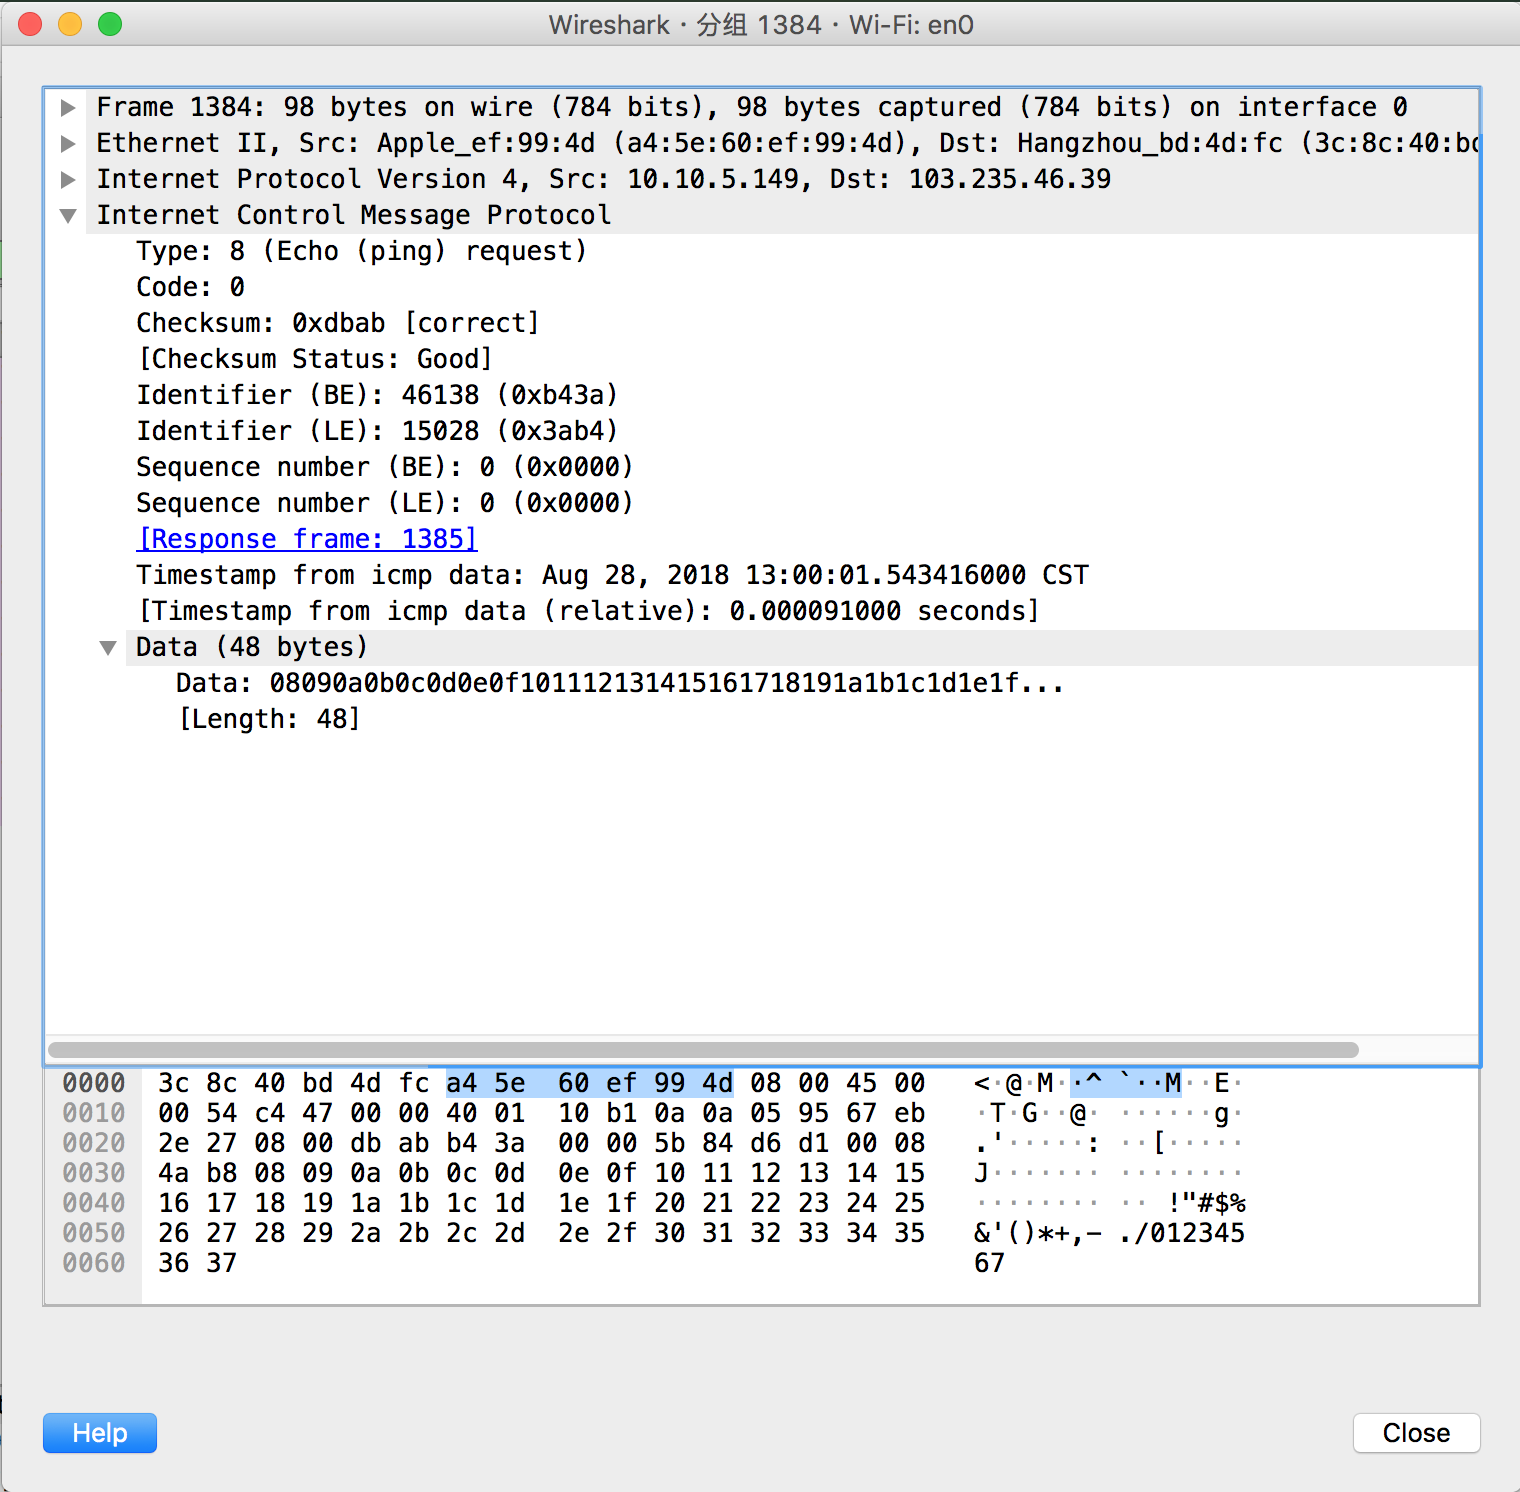 Wireshark · 分组 1384 · Wi-Fi: en0
Frame 1384: 98 bytes on wire (784 bits), 98 bytes captured (784 bits) on interface 0
Ethernet II, Src: Apple_ef:99:4d (a4:5e:60:ef:99:4d), Dst: Hangzhou_bd:4d:fc (3c:8c:40:bd
Internet Protocol Version 4, Src: 10.10.5.149, Dst: 103.235.46.39
Internet Control Message Protocol
Type: 8 (Echo (ping) request)
Code: 0
Checksum: 0xdbab [correct]
[Checksum Status: Good]
Identifier (BE): 46138 (0xb43a)
Identifier (LE): 15028 (0x3ab4)
Sequence number (BE): 0 (0x0000)
Sequence number (LE): 0 (0x0000)
[Response frame: 1385]
Timestamp from icmp data: Aug 28, 2018 13:00:01.543416000 CST
[Timestamp from icmp data (relative): 0.000091000 seconds]
Data (48 bytes)
Data: 08090a0b0c0d0e0f101112131415161718191a1b1c1d1e1f...
[Length: 48]
0000 3c 8c 40 bd 4d fc a4 5e 60 ef 99 4d 08 00 45 00 <·@·M··^ `··M··E·
0010 00 54 c4 47 00 00 40 01 10 b1 0a 0a 05 95 67 eb ·T·G··@· ······g·
0020 2e 27 08 00 db ab b4 3a 00 00 5b 84 d6 d1 00 08 .'·····: ··[·····
0030 4a b8 08 09 0a 0b 0c 0d 0e 0f 10 11 12 13 14 15 J······· ········
0040 16 17 18 19 1a 1b 1c 1d 1e 1f 20 21 22 23 24 25 ········ ·· !"#$%
0050 26 27 28 29 2a 2b 2c 2d 2e 2f 30 31 32 33 34 35 &'()*+,- ./012345
0060 36 37 67
Help Close